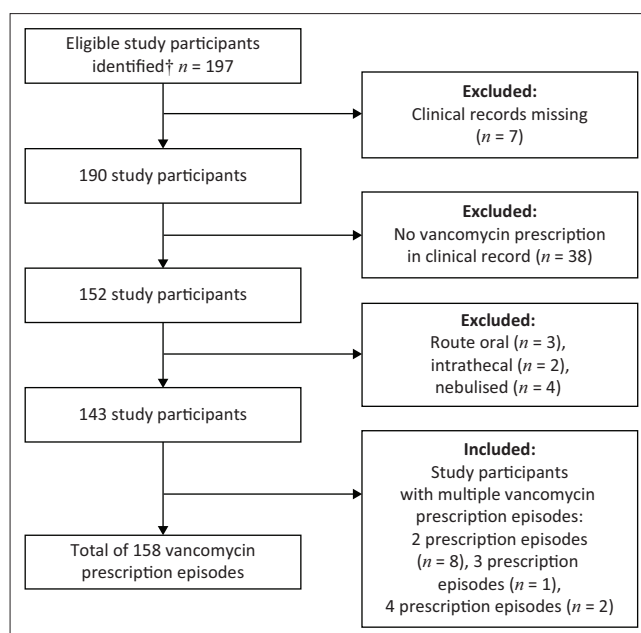 Eligible study participants
identified† n = 197
Excluded:
Clinical records missing
(n = 7)
190 study participants
Excluded:
No vancomycin prescription
in clinical record (n = 38)
152 study participants
Excluded:
Route oral (n = 3),
intrathecal (n = 2),
nebulised (n = 4)
143 study participants
Included:
Study participants
with multiple vancomycin
prescription episodes:
2 prescription episodes
(n = 8), 3 prescription
episodes (n = 1),
4 prescription episodes (n = 2)
Total of 158 vancomycin
prescription episodes